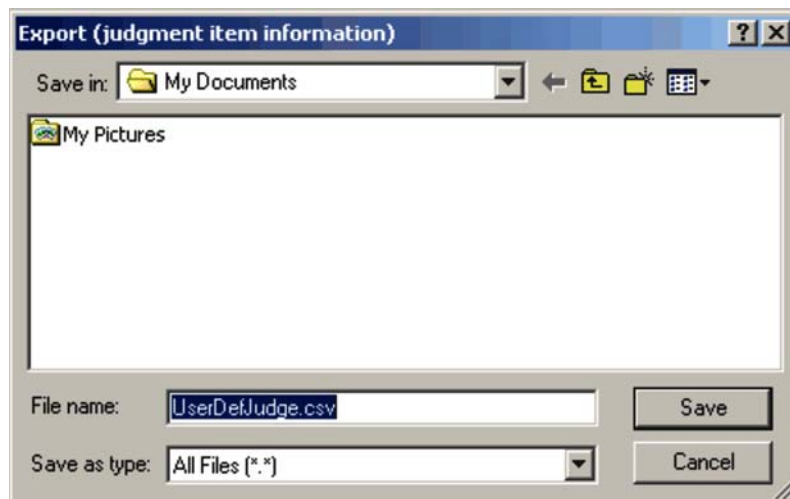 Export (judgment item information)
Save in: My Documents
My Pictures
File name: UserDefJudge.csv Save
Save as type: All Files (*.*) Cancel